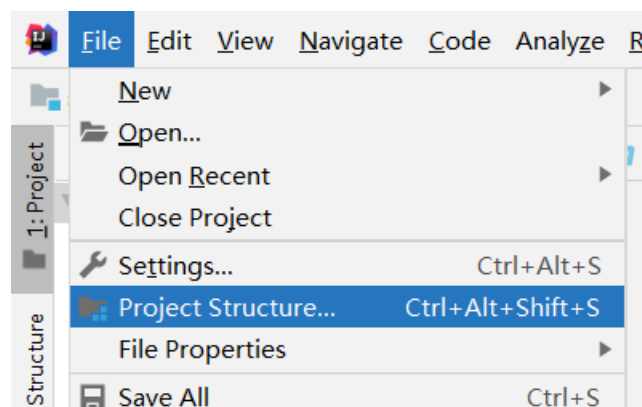 File Edit View Navigate Code Analyze R
New
Open...
Open Recent
Close Project
Settings... Ctrl+Alt+S
Project Structure... Ctrl+Alt+Shift+S
File Properties
Save All Ctrl+S
1: Project
Structure